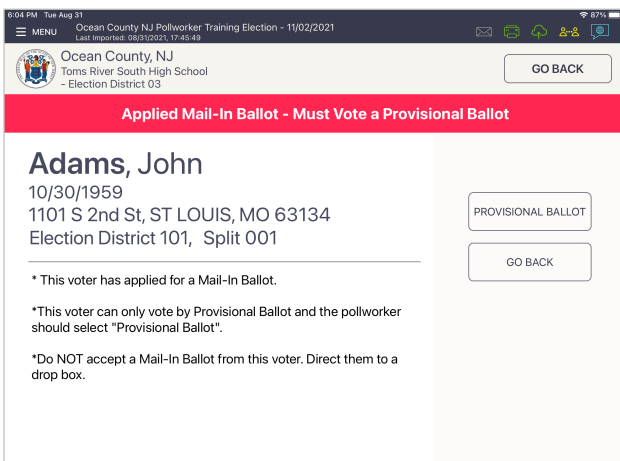 6:04 PM Tue Aug 31
87%
MENU
Ocean County NJ Pollworker Training Election - 11/02/2021
Last Imported: 08/31/2021, 17:45:49
Ocean County, NJ
Toms River South High School
- Election District 03
GO BACK
Applied Mail-In Ballot - Must Vote a Provisional Ballot
Adams, John
10/30/1959
1101 S 2nd St, ST LOUIS, MO 63134
Election District 101, Split 001
* This voter has applied for a Mail-In Ballot.
*This voter can only vote by Provisional Ballot and the pollworker
should select "Provisional Ballot".
*Do NOT accept a Mail-In Ballot from this voter. Direct them to a
drop box.
PROVISIONAL BALLOT
GO BACK